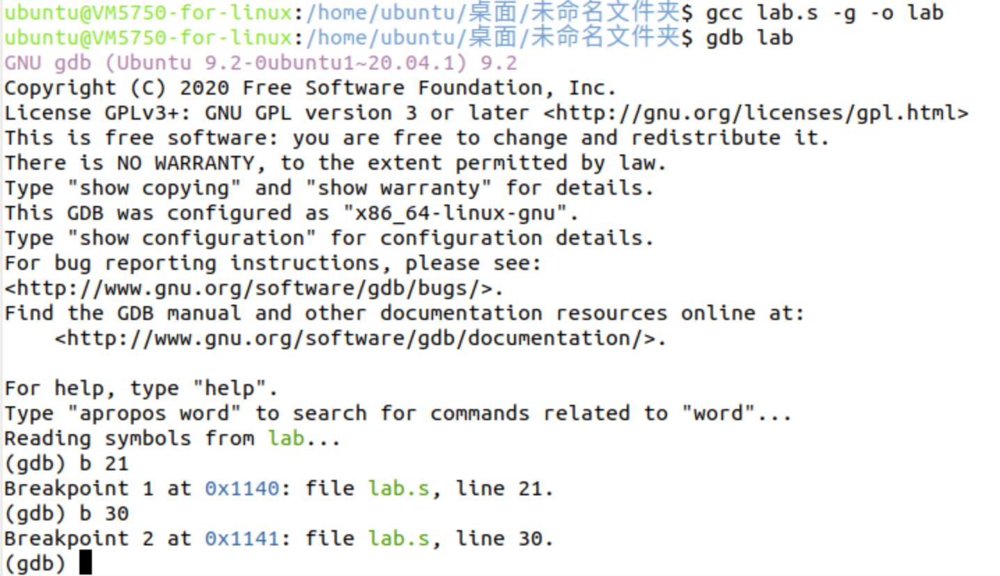 ubuntu@VM5750-for-linux:/home/ubuntu/桌面/未命名文件夹$ gcc lab.s -g -o lab
ubuntu@VM5750-for-linux:/home/ubuntu/桌面/未命名文件夹$ gdb lab
GNU gdb (Ubuntu 9.2-0ubuntu1~20.04.1) 9.2
Copyright (C) 2020 Free Software Foundation, Inc.
License GPLv3+: GNU GPL version 3 or later <http://gnu.org/licenses/gpl.html>
This is free software: you are free to change and redistribute it.
There is NO WARRANTY, to the extent permitted by law.
Type "show copying" and "show warranty" for details.
This GDB was configured as "x86_64-linux-gnu".
Type "show configuration" for configuration details.
For bug reporting instructions, please see:
<http://www.gnu.org/software/gdb/bugs/>.
Find the GDB manual and other documentation resources online at:
    <http://www.gnu.org/software/gdb/documentation/>.

For help, type "help".
Type "apropos word" to search for commands related to "word"...
Reading symbols from lab...
(gdb) b 21
Breakpoint 1 at 0x1140: file lab.s, line 21.
(gdb) b 30
Breakpoint 2 at 0x1141: file lab.s, line 30.
(gdb)